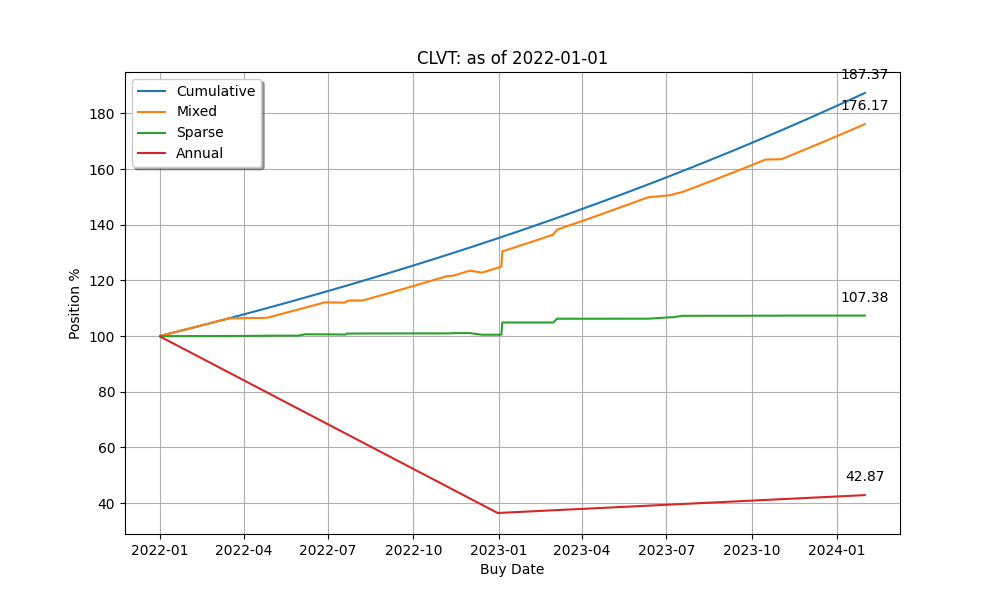 CLVT: as of 2022-01-01
187.37
Cumulative
Mixed
Sparse
Annual
176.17
107.38
42.87
180
160
140
120
100
80
60
40
Position %
2022-01 2022-04 2022-07 2022-10 2023-01 2023-04 2023-07 2023-10 2024-01
Buy Date